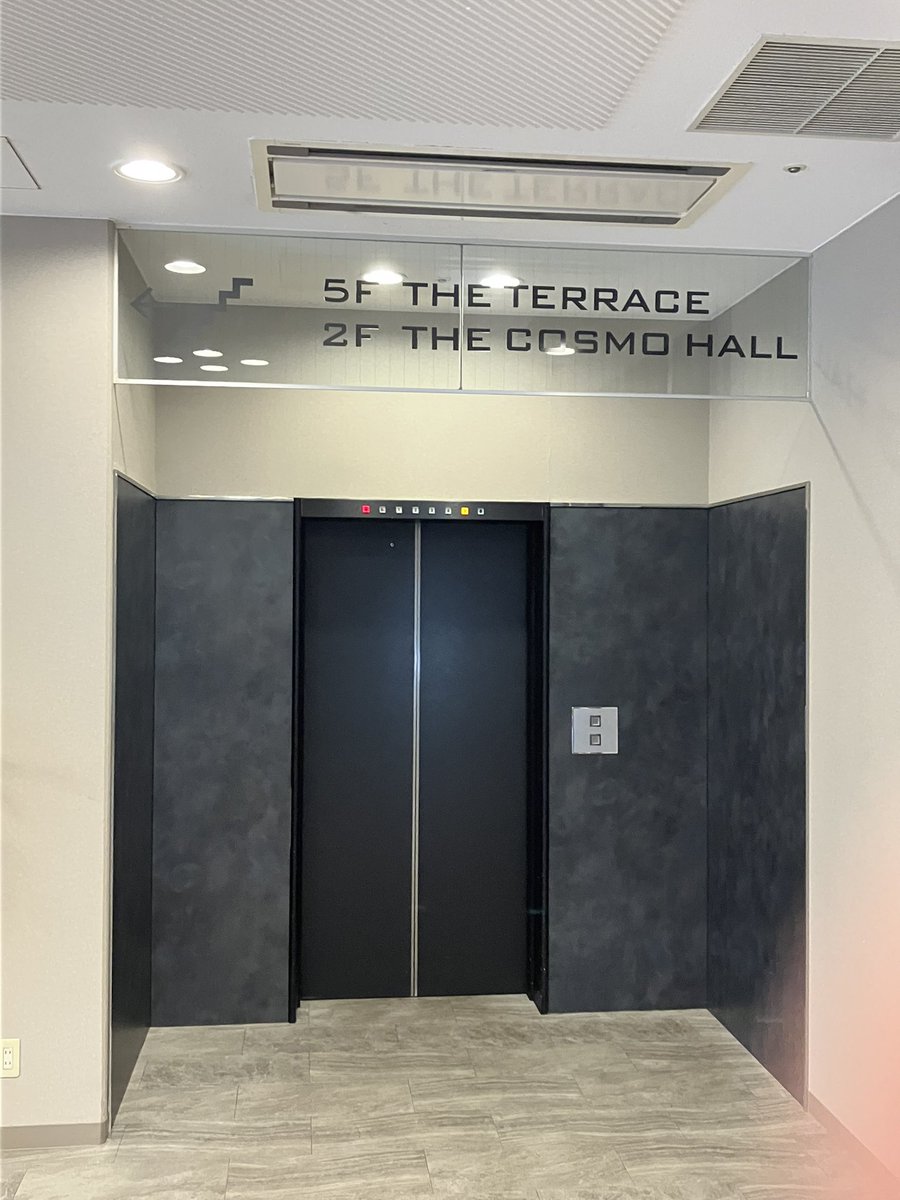 5F THE TERRACE
2F THE COSMO HALL